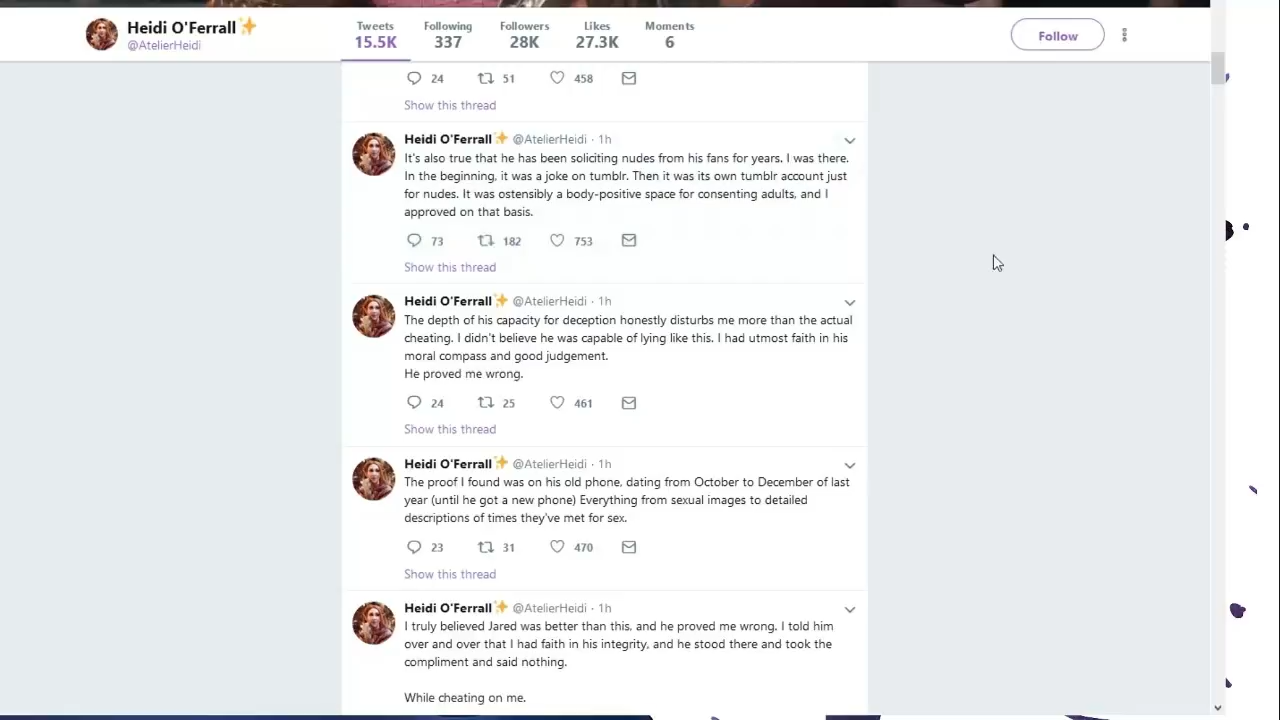 Heidi O'Ferrall✨
@AtelierHeidi
Tweets
15.5K
Following
337
Followers
28K
Likes
27.3K
Moments
6
Follow
24 51 458
Show this thread
Heidi O'Ferrall✨ @AtelierHeidi · 1h
It's also true that he has been soliciting nudes from his fans for years. I was there.
In the beginning, it was a joke on tumblr. Then it was its own tumblr account just
for nudes. It was ostensibly a body-positive space for consenting adults, and I
approved on that basis.
73 182 753
Show this thread
Heidi O'Ferrall✨ @AtelierHeidi · 1h
The depth of his capacity for deception honestly disturbs me more than the actual
cheating. I didn't believe he was capable of lying like this. I had utmost faith in his
moral compass and good judgement.
He proved me wrong.
24 25 461
Show this thread
Heidi O'Ferrall✨ @AtelierHeidi · 1h
The proof I found was on his old phone, dating from October to December of last
year (until he got a new phone) Everything from sexual images to detailed
descriptions of times they've met for sex.
23 31 470
Show this thread
Heidi O'Ferrall✨ @AtelierHeidi · 1h
I truly believed Jared was better than this, and he proved me wrong. I told him
over and over that I had faith in his integrity, and he stood there and took the
compliment and said nothing.
While cheating on me.